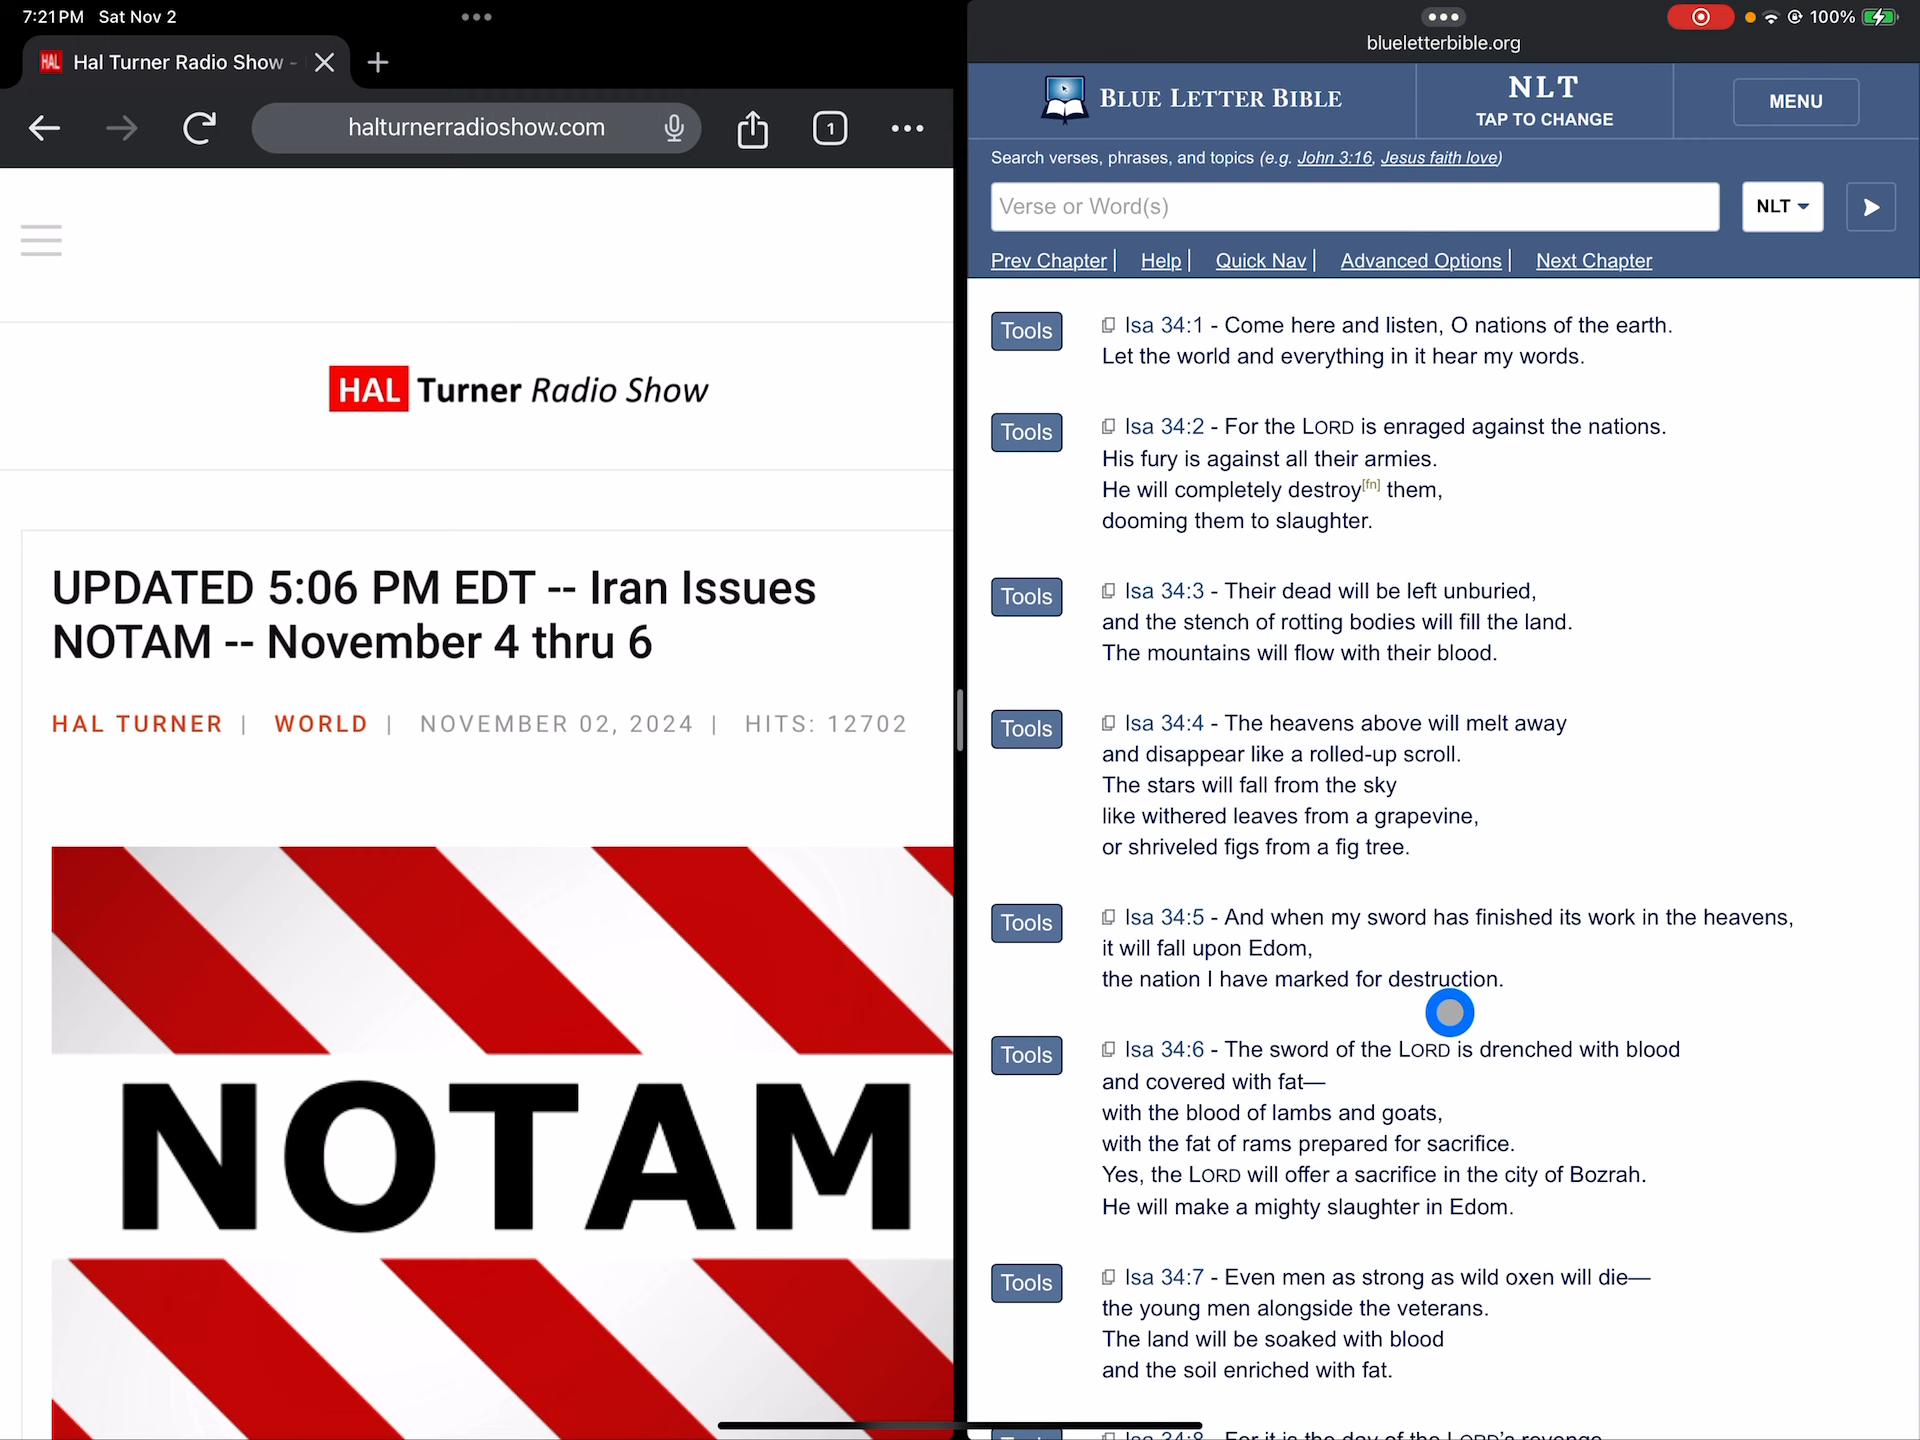 7:21 PM Sat Nov 2
HAL Hal Turner Radio Show -
halturnerradioshow.com
1
HAL Turner Radio Show
UPDATED 5:06 PM EDT -- Iran Issues
NOTAM -- November 4 thru 6
HAL TURNER | WORLD | NOVEMBER 02, 2024 | HITS: 12702
NOTAM
100%
blueletterbible.org
BLUE LETTER BIBLE
NLT
TAP TO CHANGE
MENU
Search verses, phrases, and topics (e.g. John 3:16, Jesus faith love)
Verse or Word(s)
NLT
Prev Chapter | Help | Quick Nav | Advanced Options | Next Chapter
Tools
Isa 34:1 - Come here and listen, O nations of the earth.
Let the world and everything in it hear my words.
Tools
Isa 34:2 - For the LORD is enraged against the nations.
His fury is against all their armies.
He will completely destroy[fn] them,
dooming them to slaughter.
Tools
Isa 34:3 - Their dead will be left unburied,
and the stench of rotting bodies will fill the land.
The mountains will flow with their blood.
Tools
Isa 34:4 - The heavens above will melt away
and disappear like a rolled-up scroll.
The stars will fall from the sky
like withered leaves from a grapevine,
or shriveled figs from a fig tree.
Tools
Isa 34:5 - And when my sword has finished its work in the heavens,
it will fall upon Edom,
the nation I have marked for destruction.
Tools
Isa 34:6 - The sword of the LORD is drenched with blood
and covered with fat—
with the blood of lambs and goats,
with the fat of rams prepared for sacrifice.
Yes, the LORD will offer a sacrifice in the city of Bozrah.
He will make a mighty slaughter in Edom.
Tools
Isa 34:7 - Even men as strong as wild oxen will die—
the young men alongside the veterans.
The land will be soaked with blood
and the soil enriched with fat.
Isa 34:8 - For it is the day of the LORD's revenge